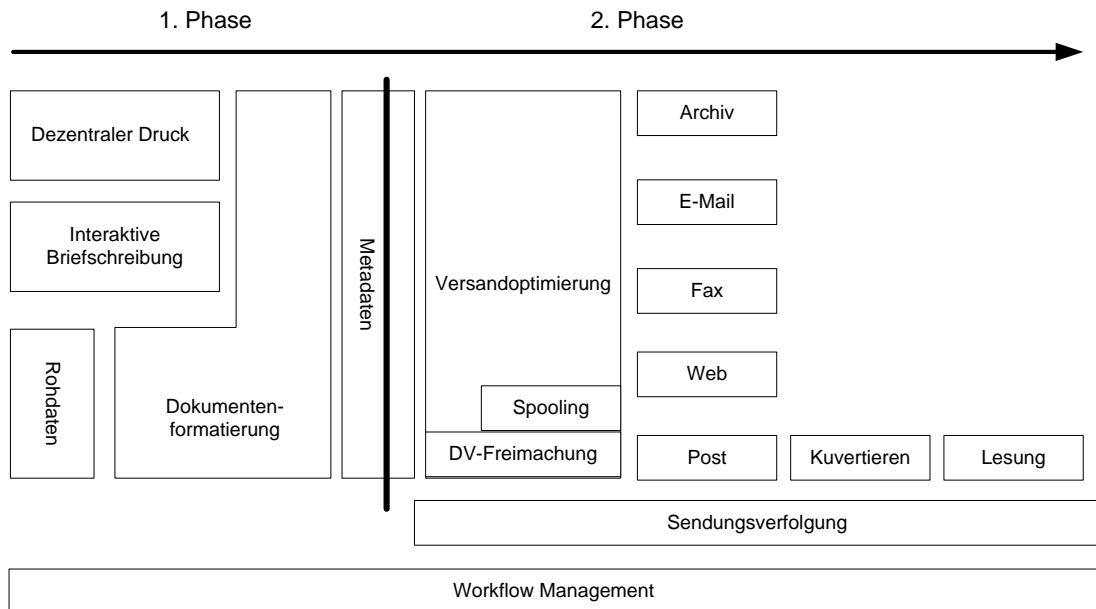 1. Phase
2. Phase
Dezentraler Druck
Interaktive
Briefschreibung
Rohdaten
Dokumenten-
formatierung
Metadaten
Versandoptimierung
Spooling
DV-Freimachung
Archiv
E-Mail
Fax
Web
Post
Kuvertieren
Lesung
Sendungsverfolgung
Workflow Management